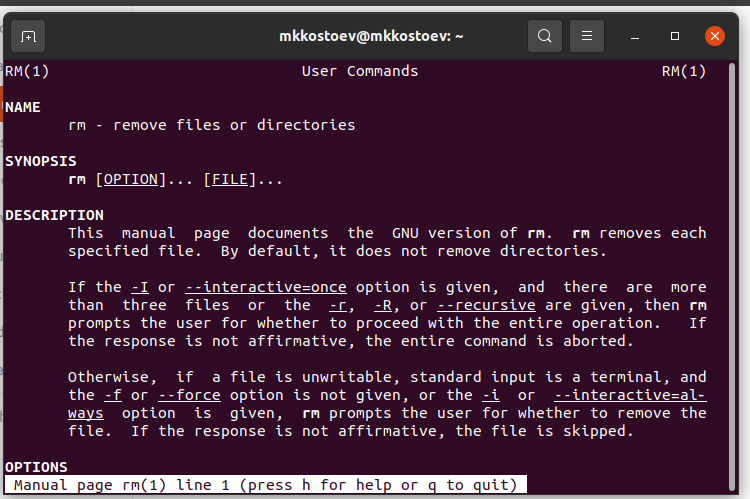 mkkostoev@mkkostoev: ~
RM(1) User Commands RM(1)
NAME
rm - remove files or directories
SYNOPSIS
rm [OPTION]... [FILE]...
DESCRIPTION
This manual page documents the GNU version of rm. rm removes each
specified file. By default, it does not remove directories.
If the -I or --interactive=once option is given, and there are more
than three files or the -r, -R, or --recursive are given, then rm
prompts the user for whether to proceed with the entire operation. If
the response is not affirmative, the entire command is aborted.
Otherwise, if a file is unwritable, standard input is a terminal, and
the -f or --force option is not given, or the -i or --interactive=al-
ways option is given, rm prompts the user for whether to remove the
file. If the response is not affirmative, the file is skipped.
OPTIONS
Manual page rm(1) line 1 (press h for help or q to quit)